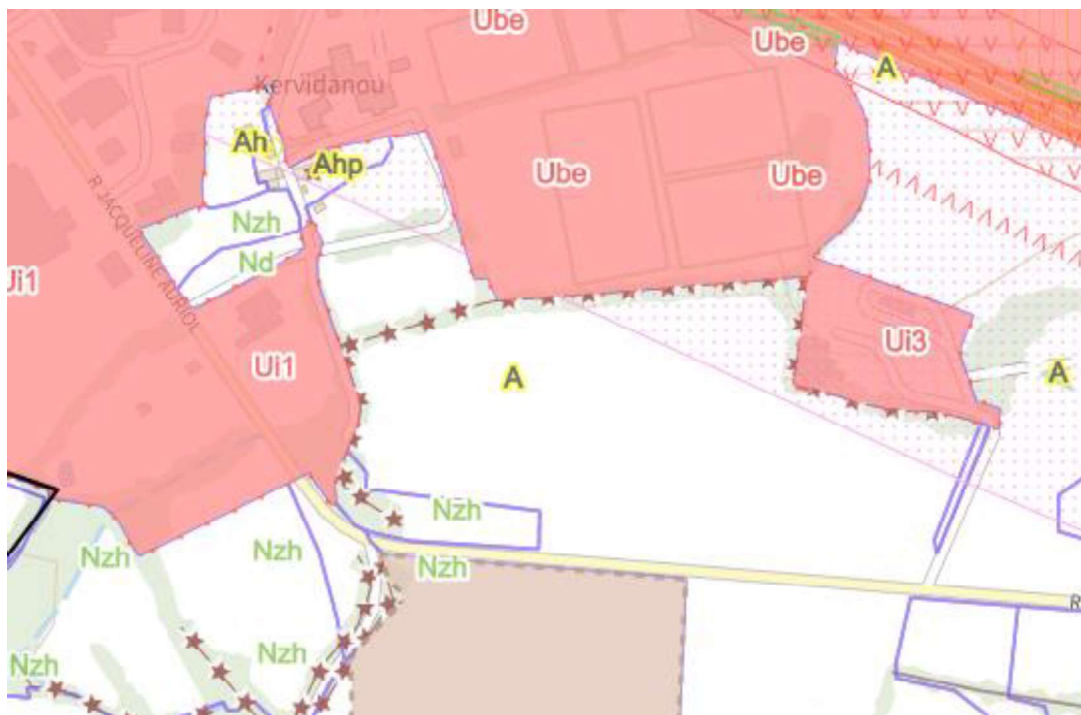 Ube
Ube
A
Kervidanou
Ah
Ahp
Ube
Ube
Nzh
Nd
R JACQUELINE AURIOL
Ui1
Ui1
Ui3
A
A
Nzh
Nzh
Nzh
Nzh
R
Nzh
Nzh